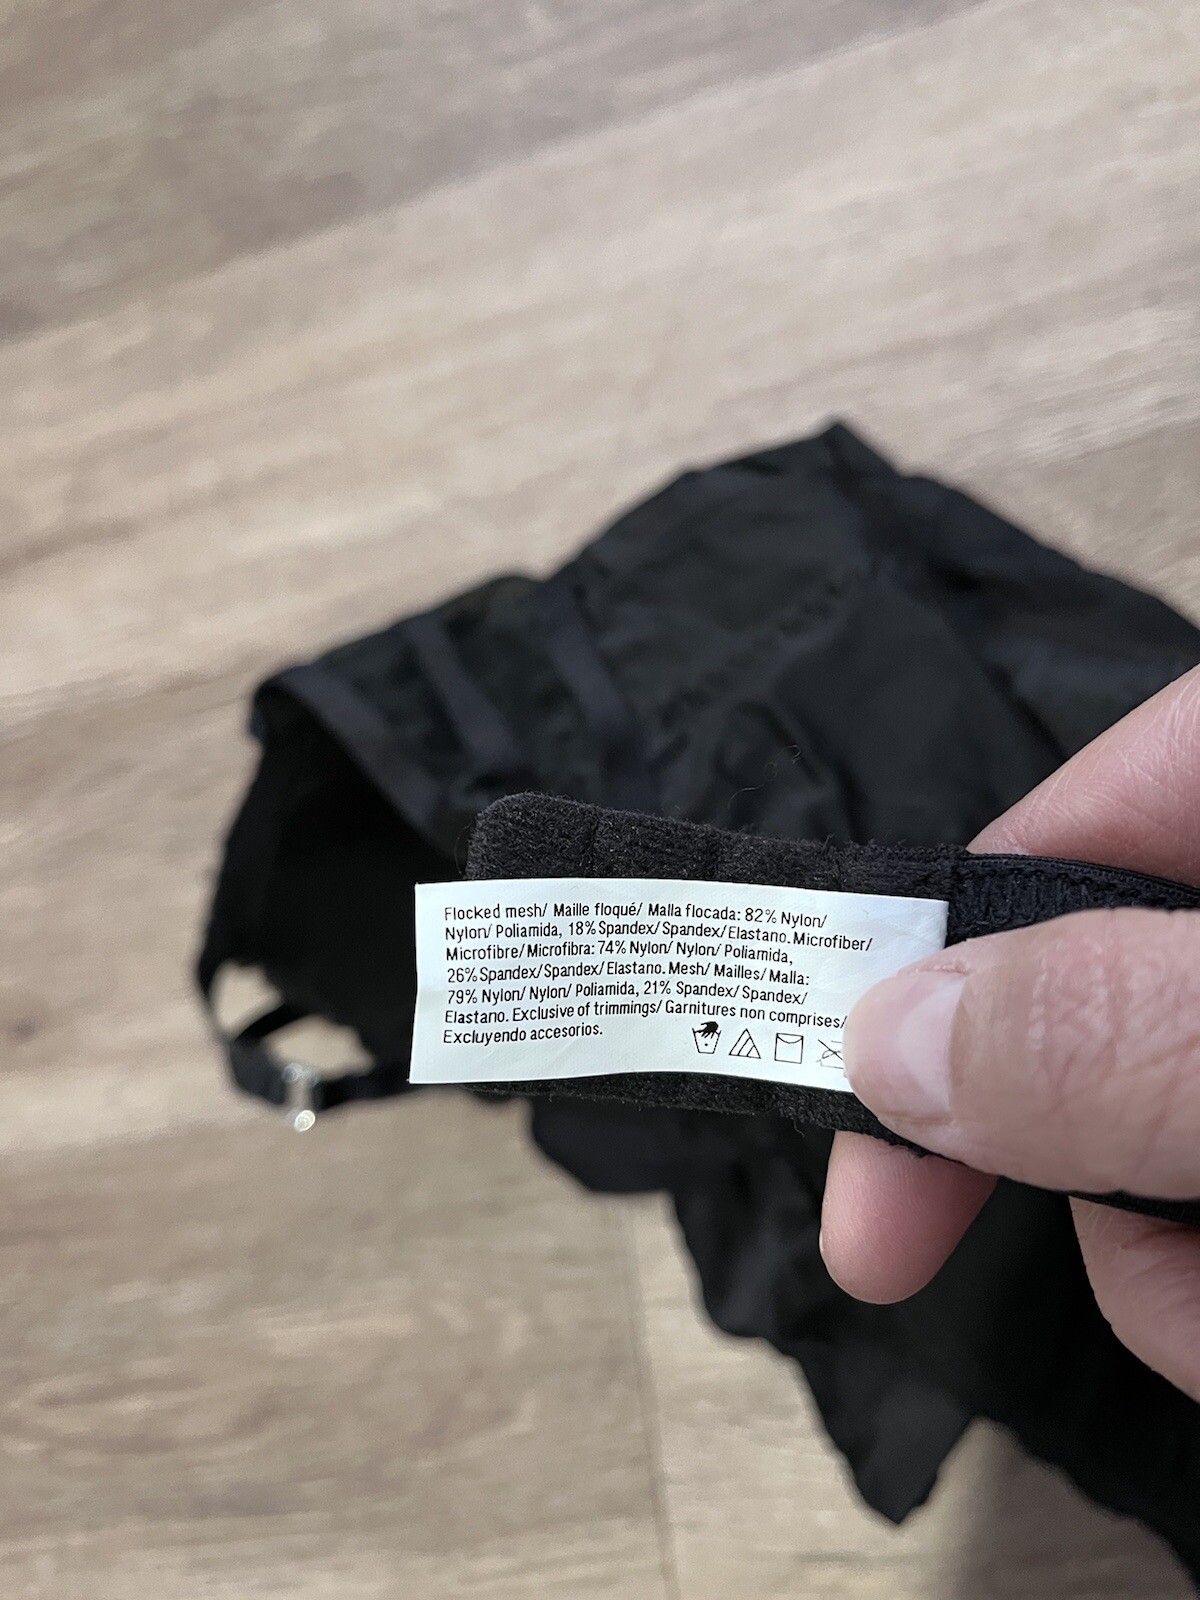 Flocked mesh/ Maille floqué/ Malla flocada: 82% Nylon/
Nylon/ Poliamida, 18% Spandex/ Spandex/ Elastano. Microfiber/
Microfibre/ Microfibra: 74% Nylon/ Nylon/ Poliamida,
26% Spandex/ Spandex/ Elastano. Mesh/ Mailles/ Malla:
79% Nylon/ Nylon/ Poliamida, 21% Spandex/ Spandex/
Elastano. Exclusive of trimmings/ Garnitures non comprises/
Excluyendo accesorios.